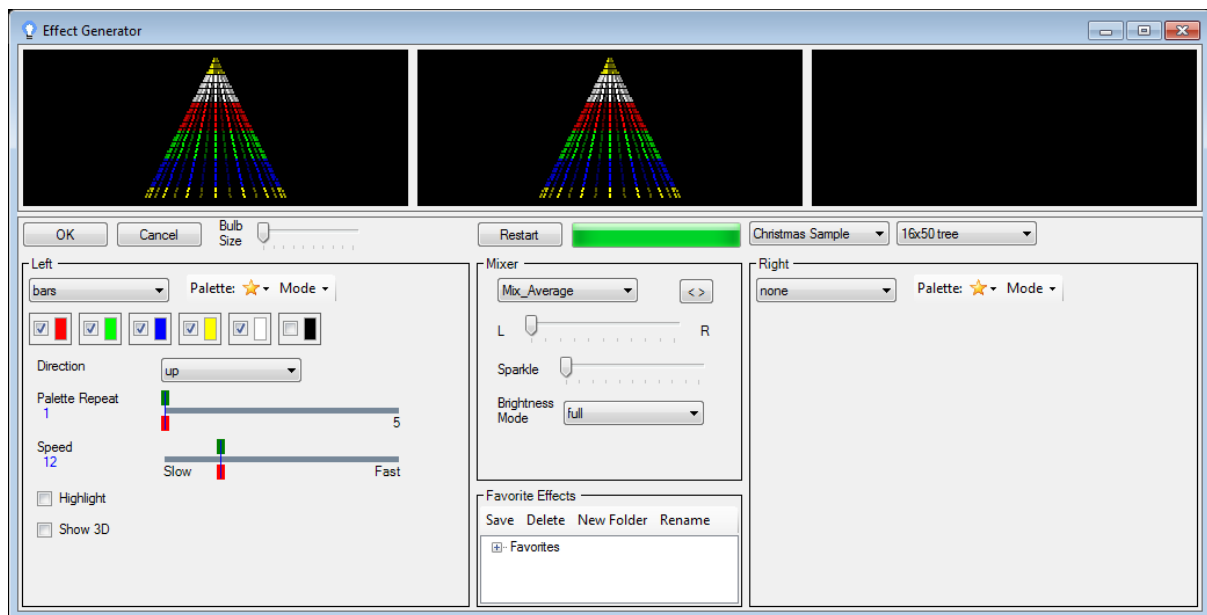 Effect Generator
OK Cancel Bulb Size Restart Christmas Sample 16x50 tree
Left
bars Palette: Mode
Direction up
Palette Repeat
1 5
Speed
12 Slow Fast
Highlight
Show 3D
Mixer
Mix_Average < >
L R
Sparkle
Brightness Mode full
Favorite Effects
Save Delete New Folder Rename
Favorites
Right
none Palette: Mode